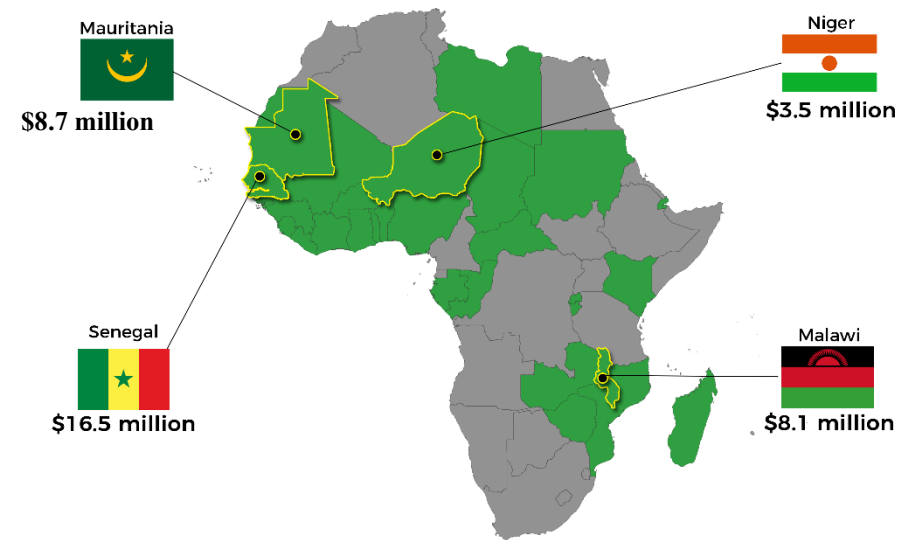 Mauritania
$8.7 million
Niger
$3.5 million
Senegal
$16.5 million
Malawi
$8.1 million